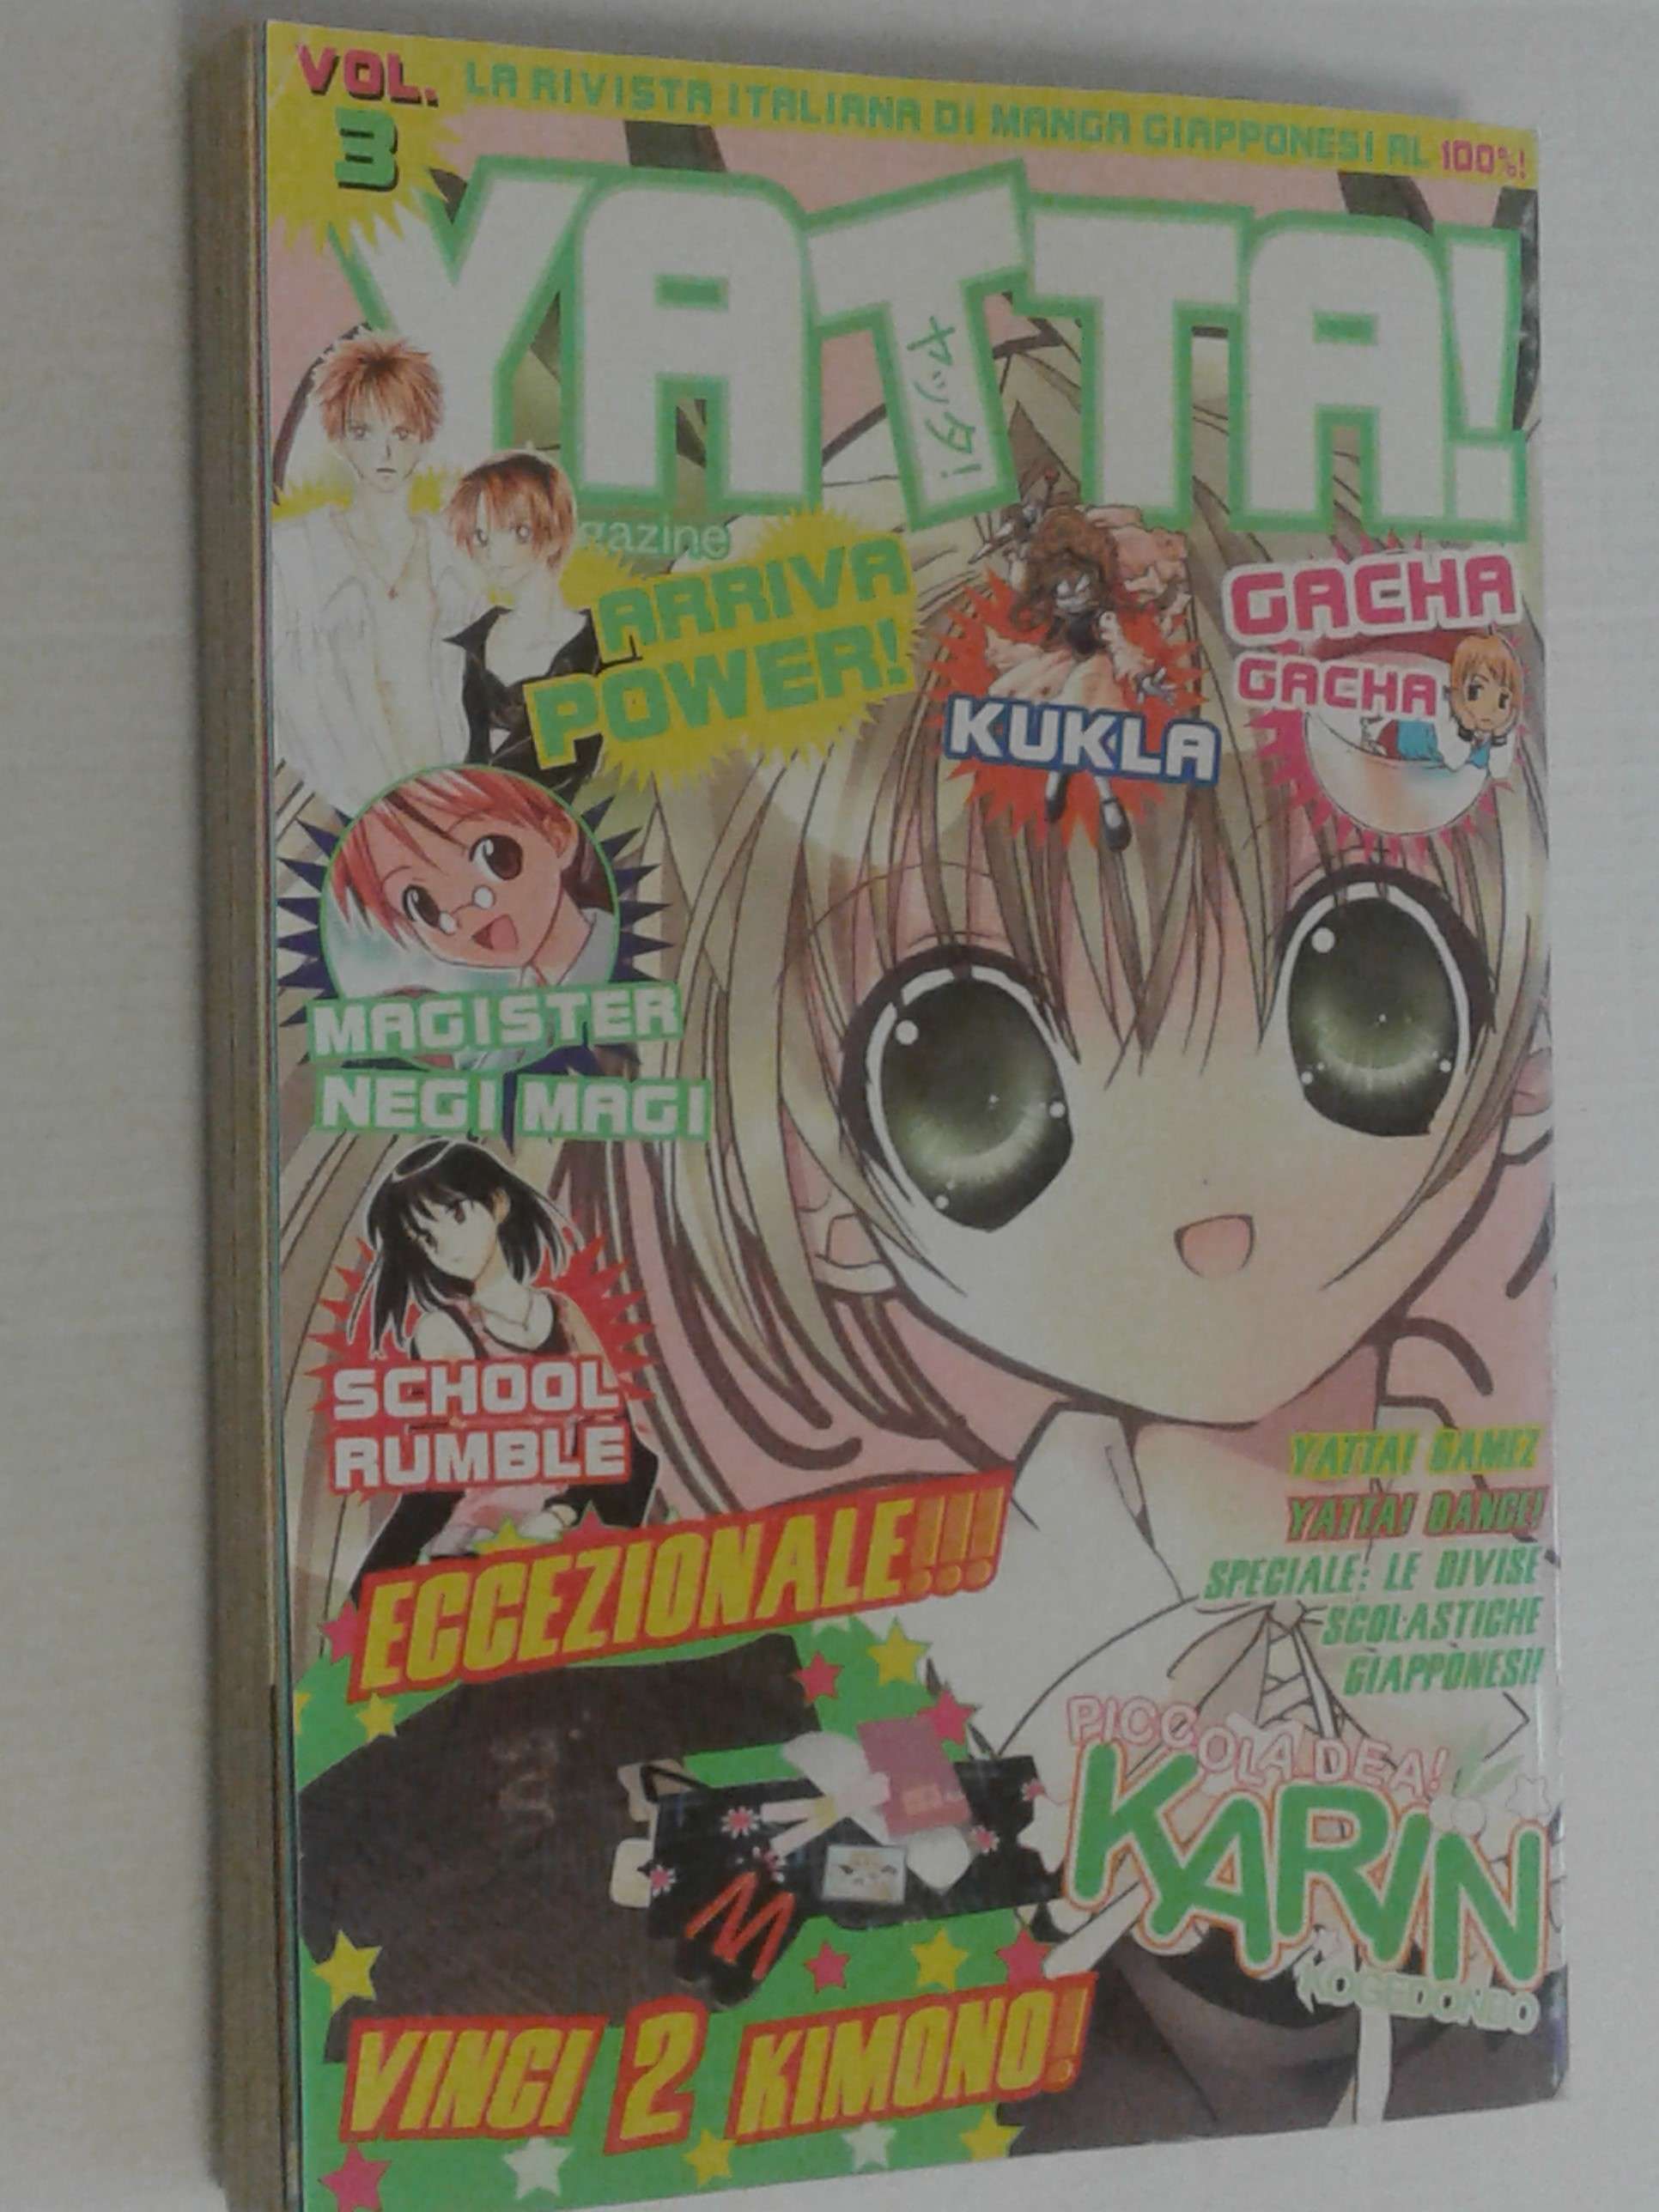 VOL. 3
LA RIVISTA ITALIANA DI MANGA GIAPPONESI AL 100%!
YATTA!
ヤッタ!
gazine
ARRIVA
POWER!
KUKLA
GACHA
GACHA
MAGISTER
NEGI MAGI
SCHOOL
RUMBLE
YATTA! GAMEZ
YATTA! DANCE!
SPECIALE: LE DIVISE
SCOLASTICHE
GIAPPONESI!
ECCEZIONALE!!!
PICCOLA DEA!
KARIN
KOGEDONBO
VINCI 2 KIMONO!